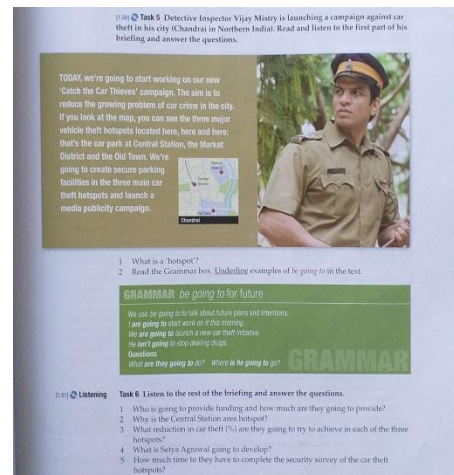 [1.50] Task 5 Detective Inspector Vijay Mistry is launching a campaign against car
theft in his city (Chandrai in Northern India). Read and listen to the first part of his
briefing and answer the questions.
TODAY, we're going to start working on our new
'Catch the Car Thieves' campaign. The aim is to
reduce the growing problem of car crime in the city.
If you look at the map, you can see the three major
vehicle theft hotspots located here, here and here;
that's the car park at Central Station, the Market
District and the Old Town. We're
going to create secure parking
facilities in the three main car
theft hotspots and launch a
media publicity campaign.
Central
Station
Old Town
Chandrai
1 What is a 'hotspot'?
2 Read the Grammar box. Underline examples of be going to in the text.
GRAMMAR be going to for future
We use be going to to talk about future plans and intentions.
I am going to start work on it this morning.
We are going to launch a new car theft initiative.
He isn't going to stop dealing drugs.
Questions
What are they going to do? Where is he going to go?
GRAMMAR
Listening Task 6 Listen to the rest of the briefing and answer the questions.
1 Who is going to provide funding and how much are they going to provide?
2 Why is the Central Station area hotspot?
3 What reduction in car theft (%) are they going to try to achieve in each of the three
hotspots?
4 What is Satya Agrawal going to develop?
5 How much time to they have to complete the security survey of the car theft
hotspots?